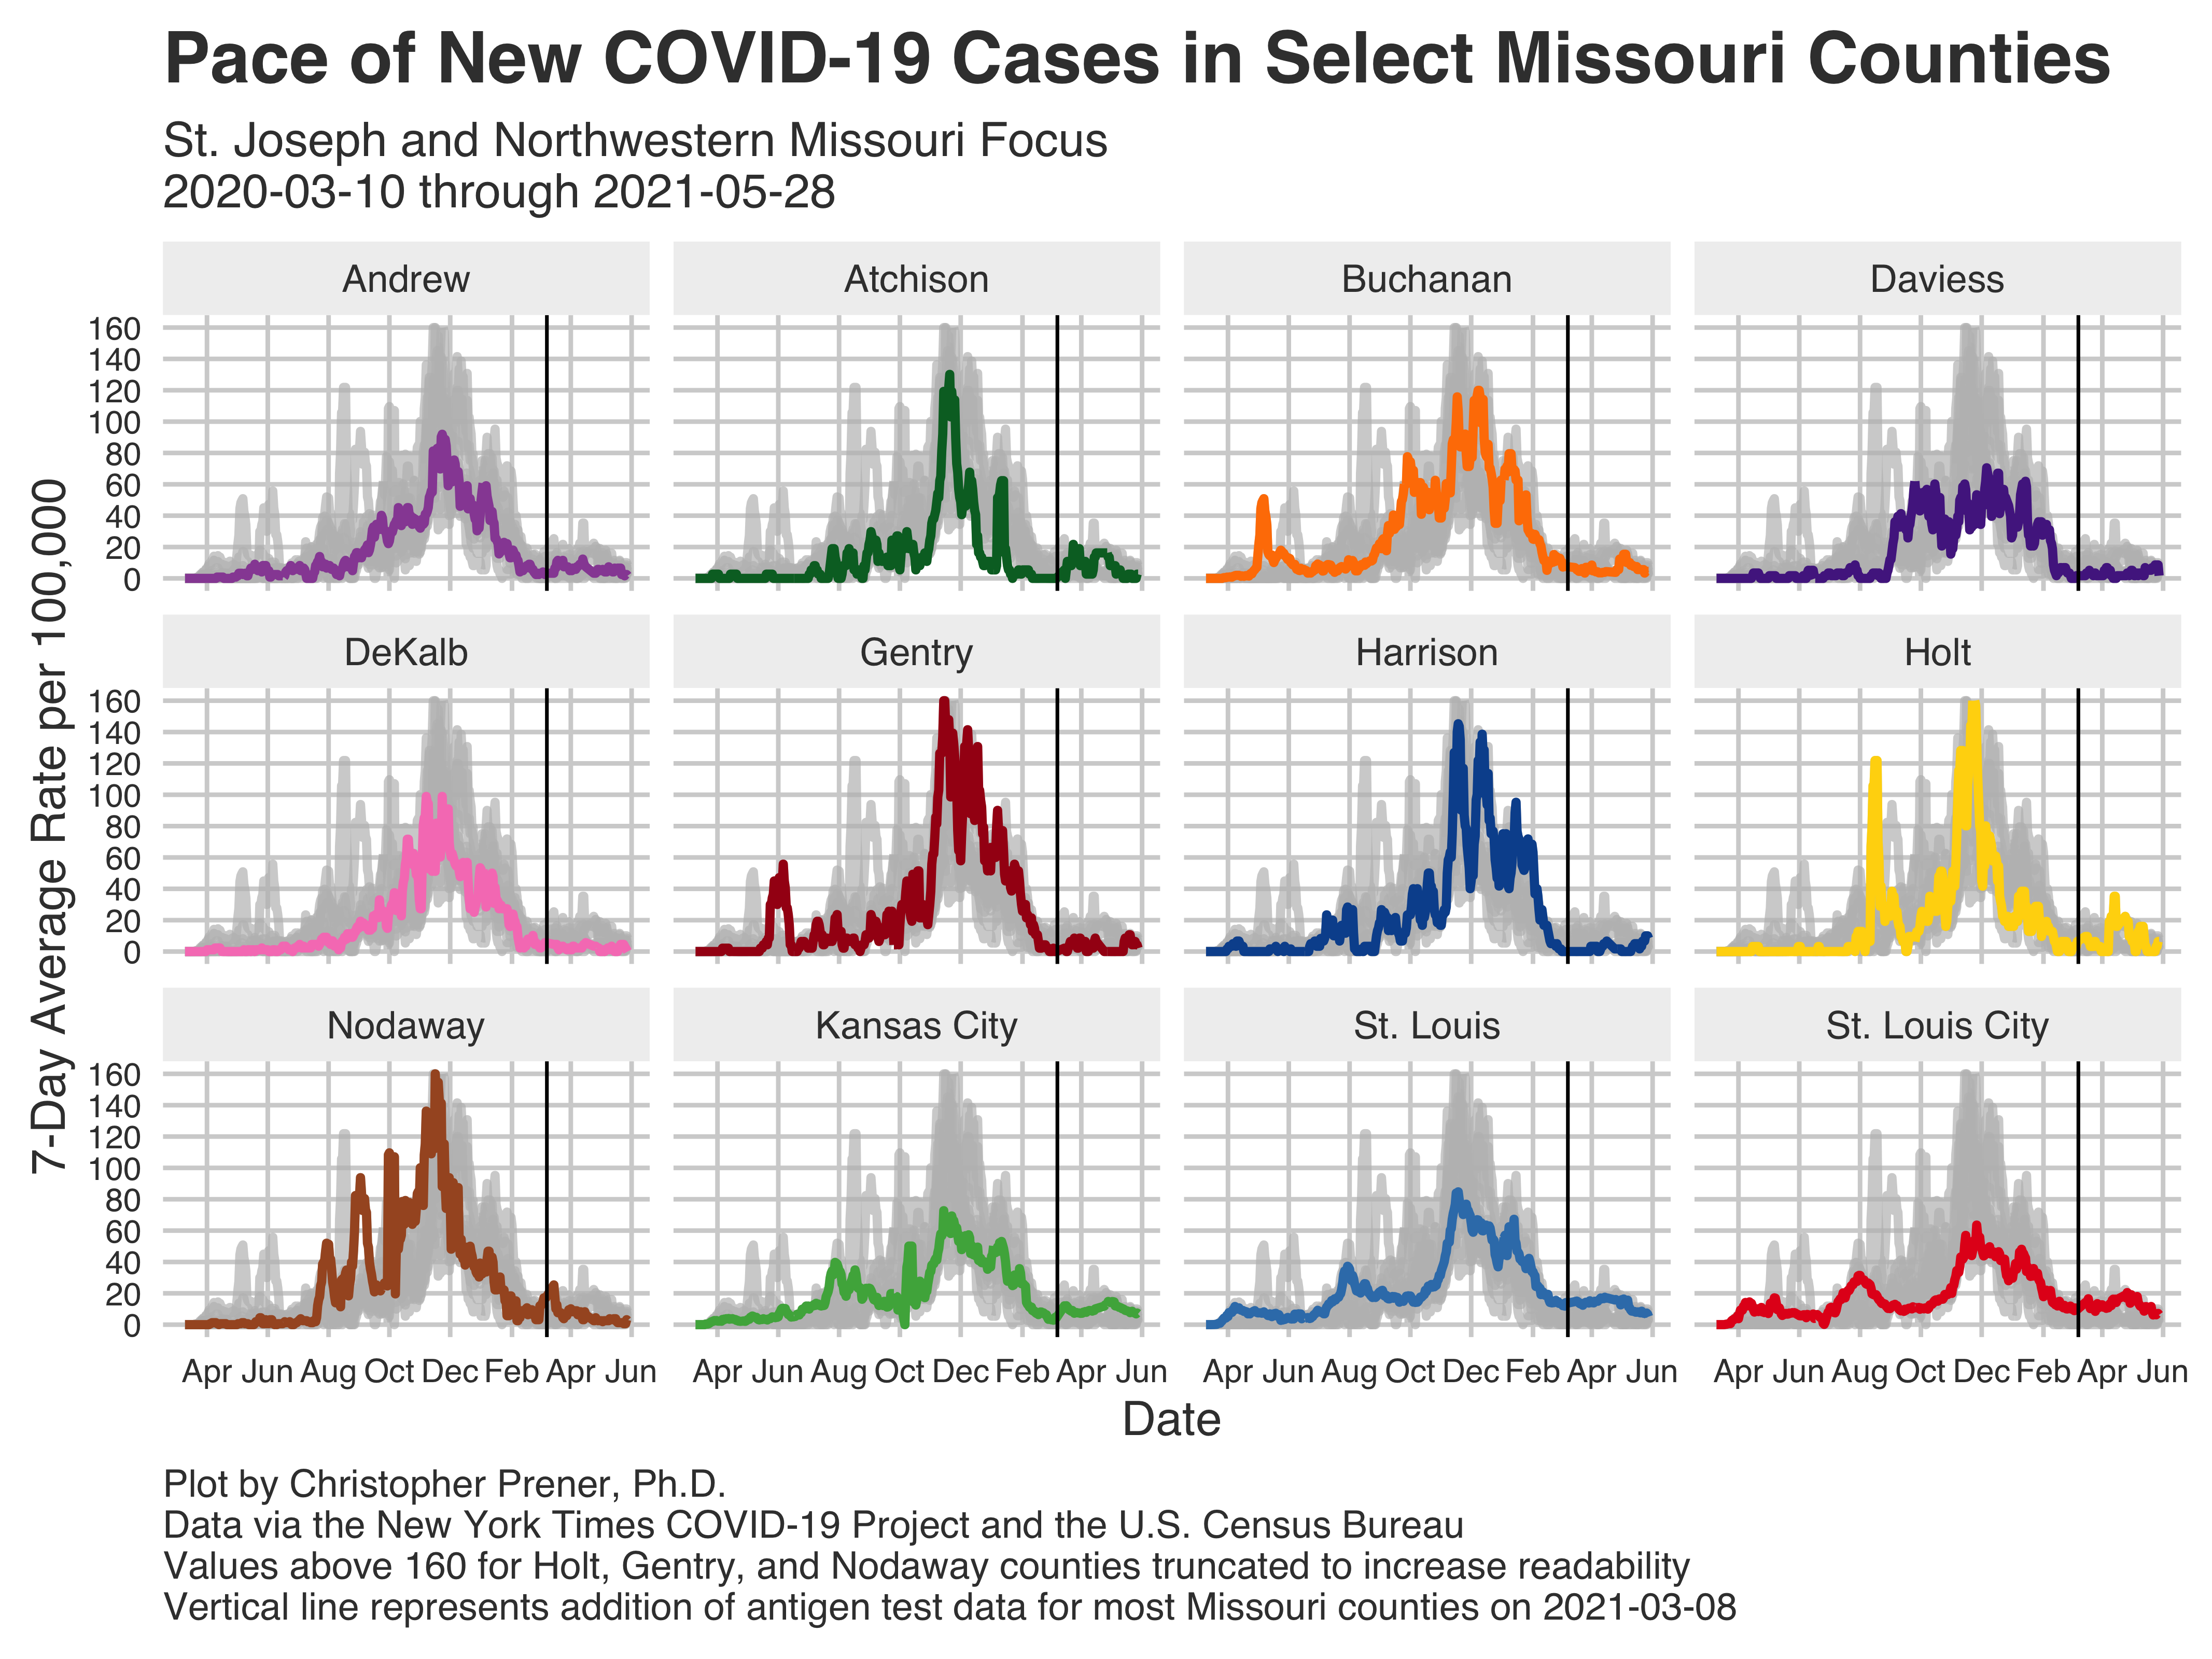 Pace of New COVID-19 Cases in Select Missouri Counties
St. Joseph and Northwestern Missouri Focus
2020-03-10 through 2021-05-28
7-Day Average Rate per 100,000
Andrew Atchison Buchanan Daviess
160
140
120
100
80
60
40
20
0
DeKalb Gentry Harrison Holt
160
140
120
100
80
60
40
20
0
Nodaway Kansas City St. Louis St. Louis City
160
140
120
100
80
60
40
20
0
Apr Jun Aug Oct Dec Feb Apr Jun Apr Jun Aug Oct Dec Feb Apr Jun Apr Jun Aug Oct Dec Feb Apr Jun Apr Jun Aug Oct Dec Feb Apr Jun
Date
Plot by Christopher Prener, Ph.D.
Data via the New York Times COVID-19 Project and the U.S. Census Bureau
Values above 160 for Holt, Gentry, and Nodaway counties truncated to increase readability
Vertical line represents addition of antigen test data for most Missouri counties on 2021-03-08